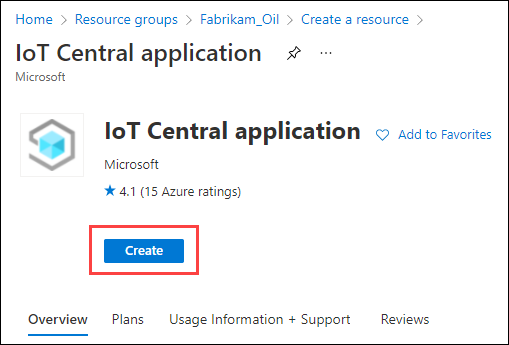 Home > Resource groups > Fabrikam_Oil > Create a resource >
IoT Central application ...
Microsoft
IoT Central application
Add to Favorites
Microsoft
4.1 (15 Azure ratings)
Create
Overview Plans Usage Information + Support Reviews